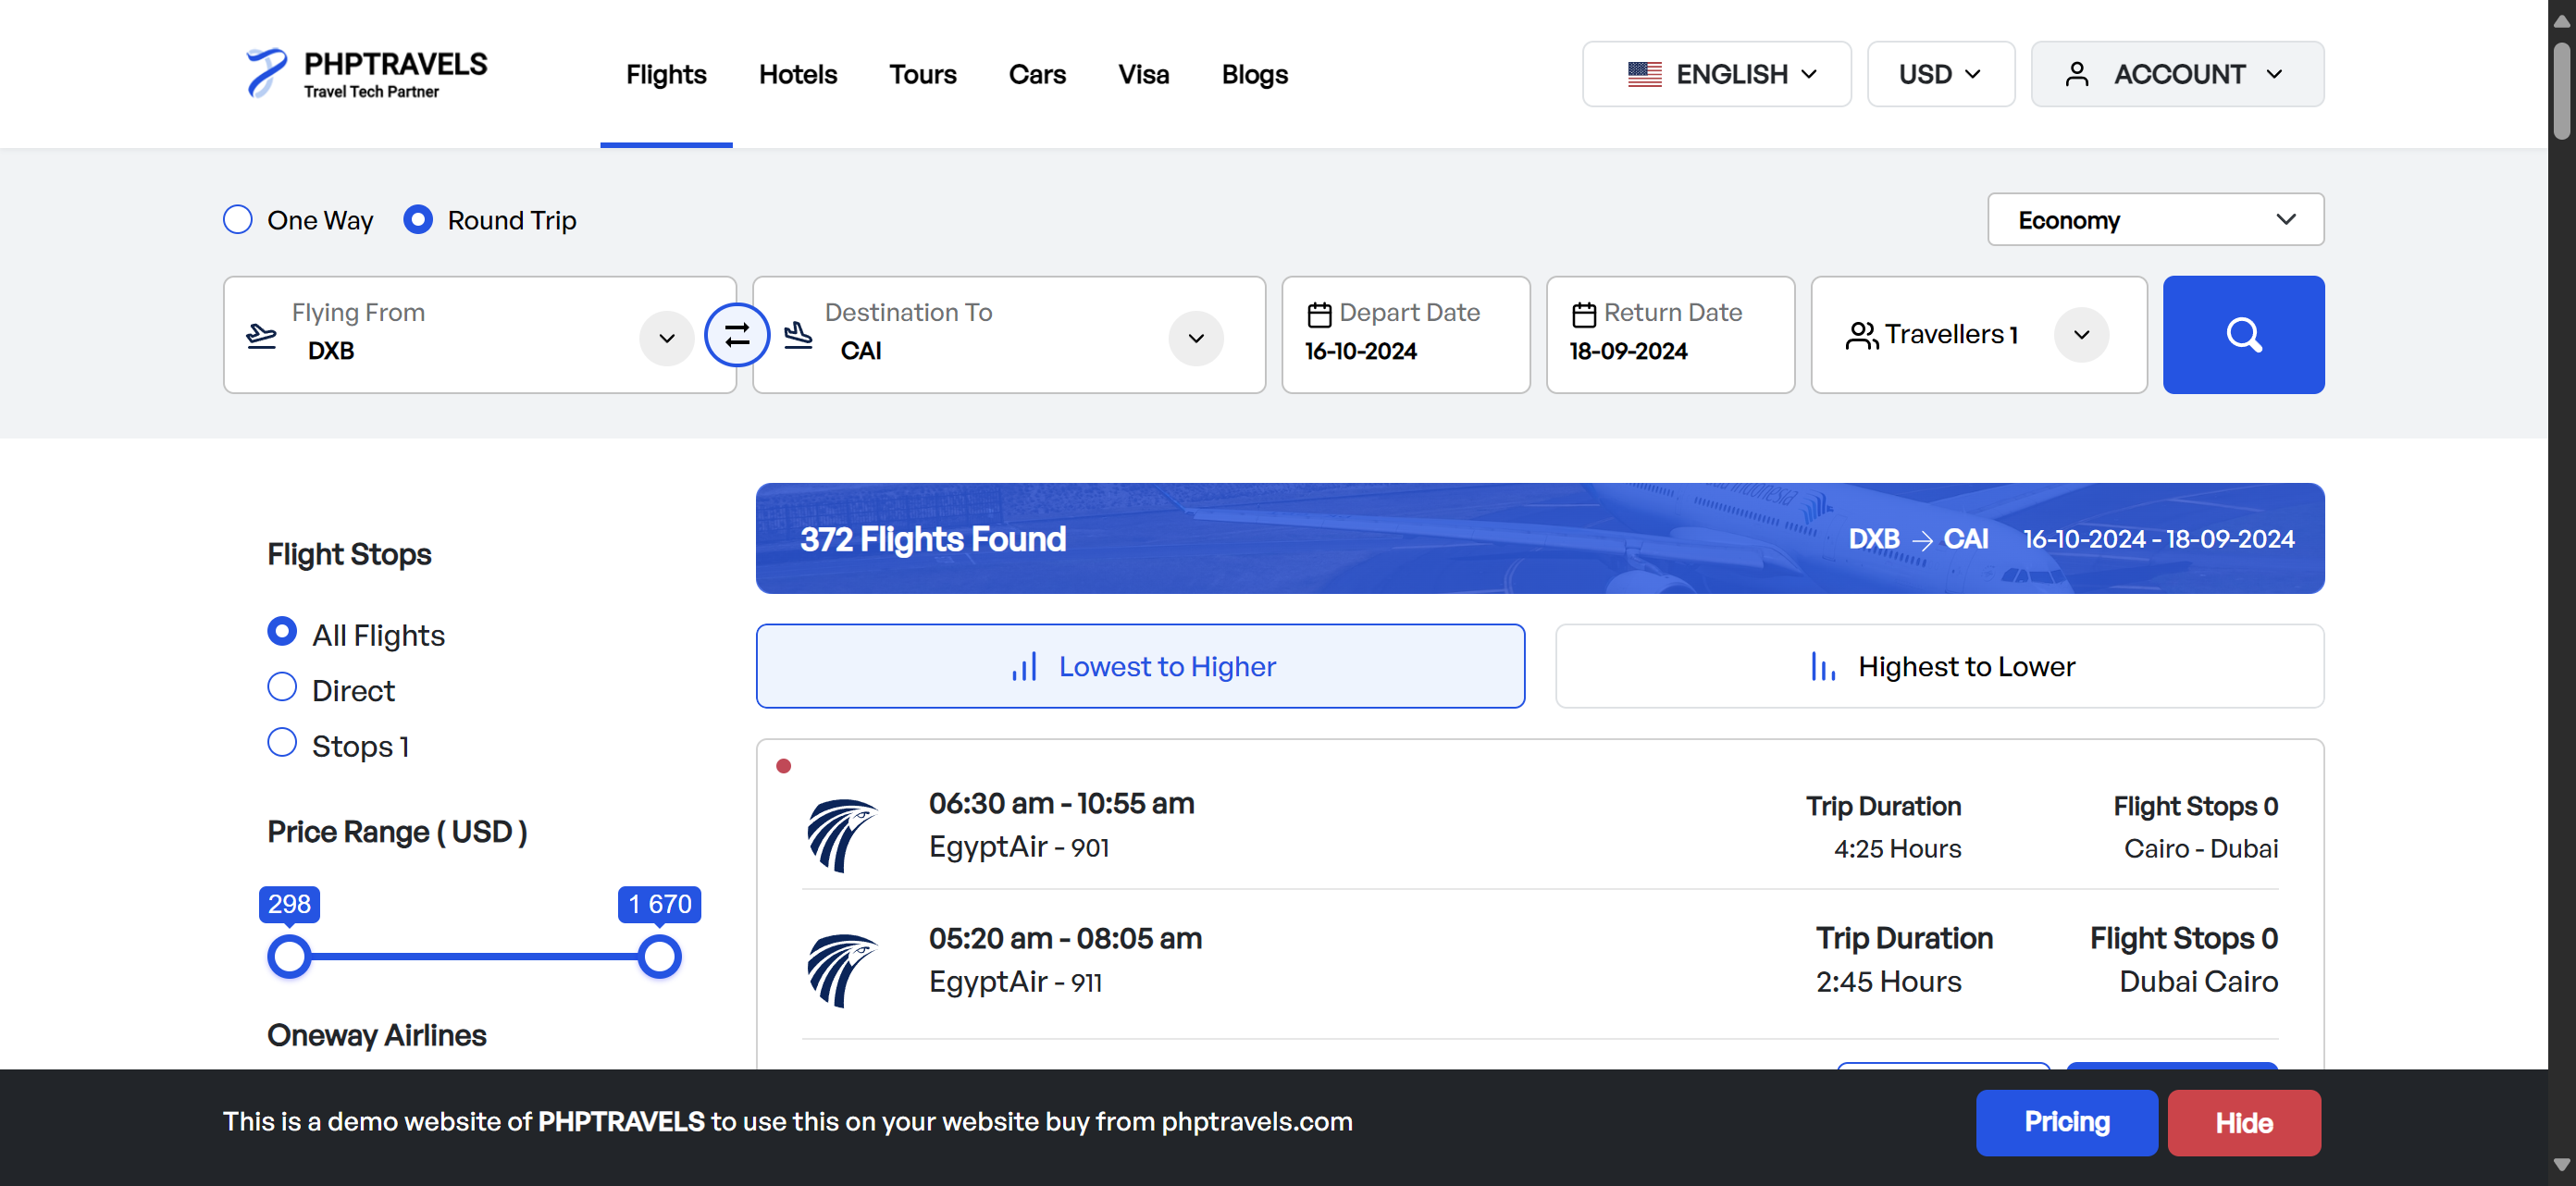 PHPTRAVELS
Travel Tech Partner
Flights Hotels Tours Cars Visa Blogs
ENGLISH USD ACCOUNT
One Way Round Trip
Economy
Flying From
DXB
Destination To
CAI
Depart Date
16-10-2024
Return Date
18-09-2024
Travellers 1
372 Flights Found
DXB → CAI 16-10-2024 - 18-09-2024
Flight Stops
All Flights
Direct
Stops 1
Price Range ( USD )
298 1 670
Oneway Airlines
Lowest to Higher
Highest to Lower
06:30 am - 10:55 am
EgyptAir - 901
Trip Duration
4:25 Hours
Flight Stops 0
Cairo - Dubai
05:20 am - 08:05 am
EgyptAir - 911
Trip Duration
2:45 Hours
Flight Stops 0
Dubai Cairo
This is a demo website of PHPTRAVELS to use this on your website buy from phptravels.com
Pricing
Hide